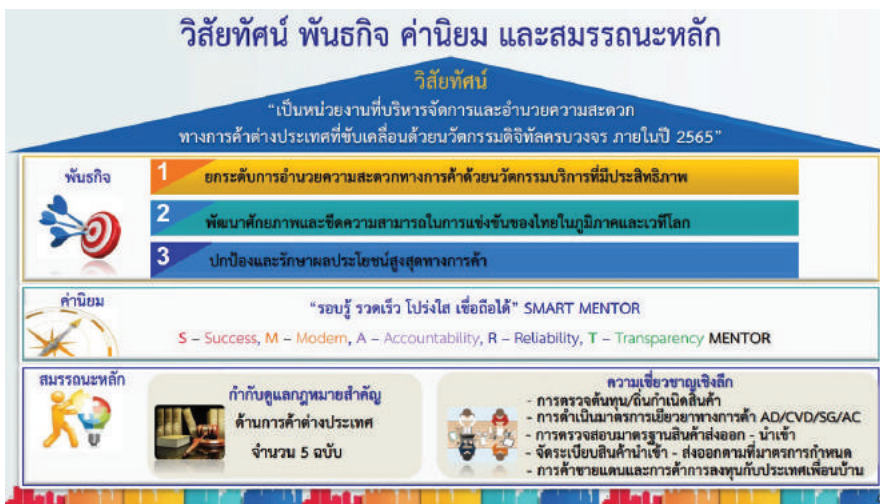 วิสัยทัศน์ พันธกิจ ค่านิยม และสมรรถนะหลัก
วิสัยทัศน์
“เป็นหน่วยงานที่บริหารจัดการและอำนวยความสะดวก
ทางการค้าต่างประเทศที่ขับเคลื่อนด้วยนวัตกรรมดิจิทัลครบวงจร ภายในปี 2565”
พันธกิจ
1 ยกระดับการอำนวยความสะดวกทางการค้าด้วยนวัตกรรมบริการที่มีประสิทธิภาพ
2 พัฒนาศักยภาพและขีดความสามารถในการแข่งขันของไทยในภูมิภาคและเวทีโลก
3 ปกป้องและรักษาผลประโยชน์สูงสุดทางการค้า
ค่านิยม
“รอบรู้ รวดเร็ว โปร่งใส เชื่อถือได้” SMART MENTOR
S – Success, M – Modern, A – Accountability, R – Reliability, T – Transparency MENTOR
สมรรถนะหลัก
กำกับดูแลกฎหมายสำคัญ
ด้านการค้าต่างประเทศ
จำนวน 5 ฉบับ
ความเชี่ยวชาญเชิงลึก
- การตรวจต้นทุน/ถิ่นกำเนิดสินค้า
- การดำเนินมาตรการเยียวยาทางการค้า AD/CVD/SG/AC
- การตรวจสอบมาตรฐานสินค้าส่งออก - นำเข้า
- จัดระเบียบสินค้านำเข้า - ส่งออกตามที่มาตรการกำหนด
- การค้าชายแดนและการค้าการลงทุนกับประเทศเพื่อนบ้าน